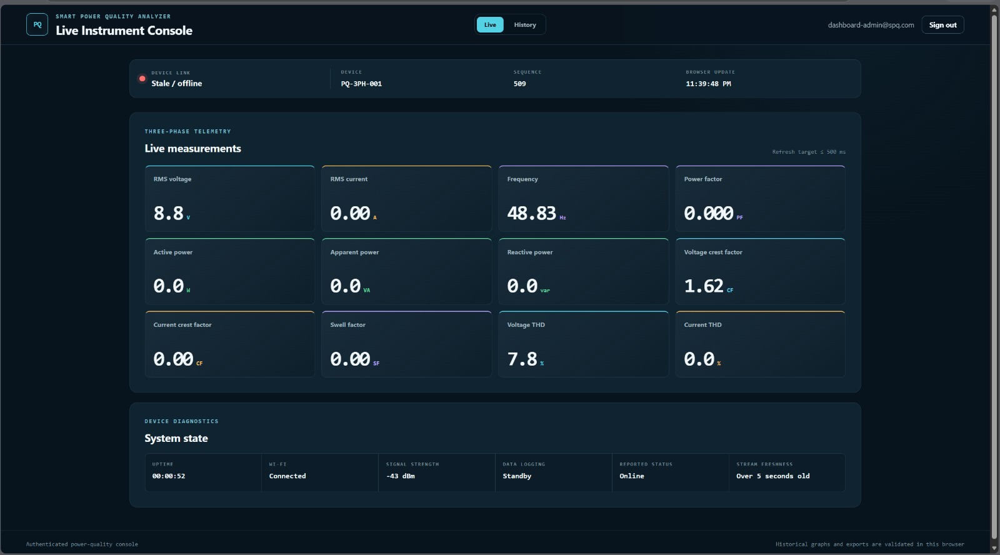 PQ
SMART POWER QUALITY ANALYZER
Live Instrument Console
Live
History
dashboard-admin@spq.com
Sign out
DEVICE LINK
Stale / offline
DEVICE
PQ-3PH-001
SEQUENCE
509
BROWSER UPDATE
11:39:48 PM
THREE-PHASE TELEMETRY
Live measurements
Refresh target ≤ 500 ms
RMS voltage
8.8 V
RMS current
0.00 A
Frequency
48.83 Hz
Power factor
0.000 PF
Active power
0.0 W
Apparent power
0.0 VA
Reactive power
0.0 var
Voltage crest factor
1.62 CF
Current crest factor
0.00 CF
Swell factor
0.00 SF
Voltage THD
7.8 %
Current THD
0.0 %
DEVICE DIAGNOSTICS
System state
UPTIME
00:00:52
WI-FI
Connected
SIGNAL STRENGTH
-43 dBm
DATA LOGGING
Standby
REPORTED STATUS
Online
STREAM FRESHNESS
Over 5 seconds old
Authenticated power-quality console
Historical graphs and exports are validated in this browser